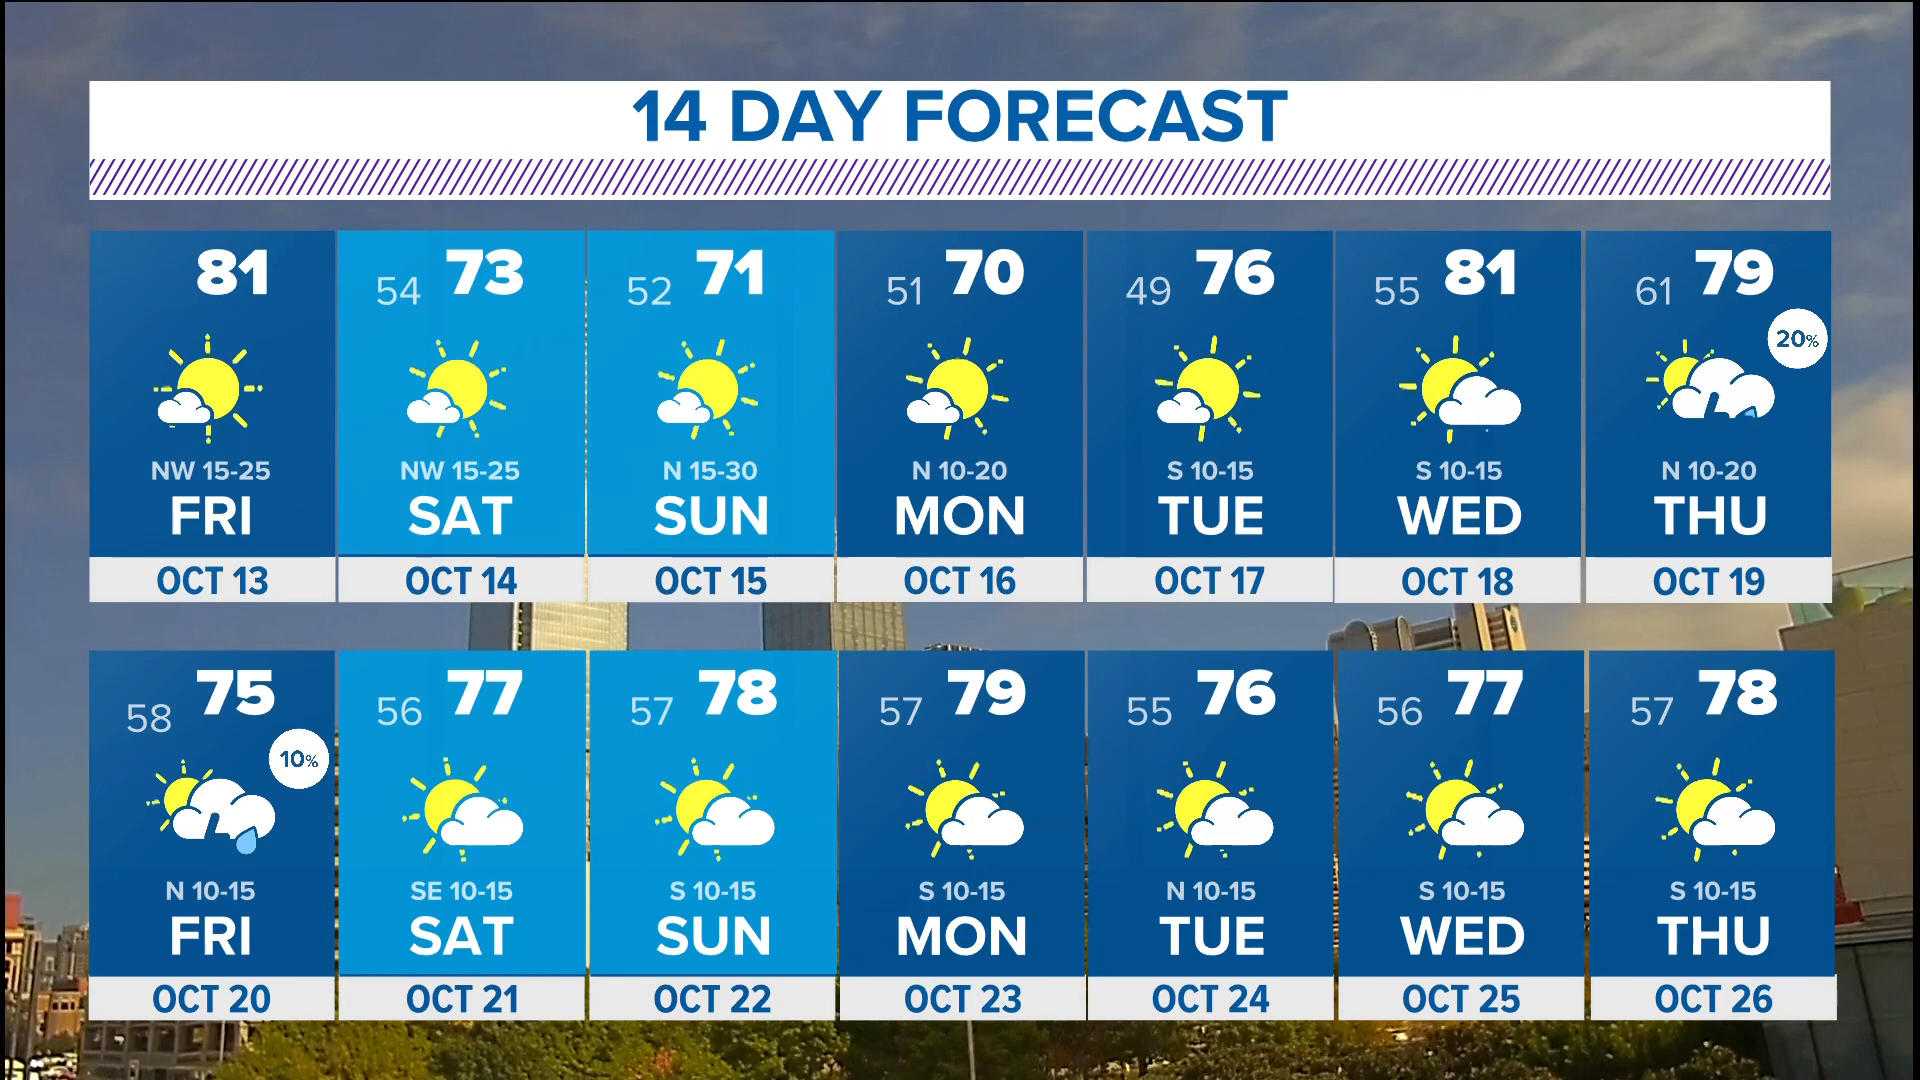 14 DAY FORECAST
81
54 73
52 71
51 70
49 76
55 81
61 79
20%
NW 15-25
NW 15-25
N 15-30
N 10-20
S 10-15
S 10-15
N 10-20
FRI
SAT
SUN
MON
TUE
WED
THU
OCT 13
OCT 14
OCT 15
OCT 16
OCT 17
OCT 18
OCT 19
58 75
56 77
57 78
57 79
55 76
56 77
57 78
10%
N 10-15
SE 10-15
S 10-15
S 10-15
N 10-15
S 10-15
S 10-15
FRI
SAT
SUN
MON
TUE
WED
THU
OCT 20
OCT 21
OCT 22
OCT 23
OCT 24
OCT 25
OCT 26